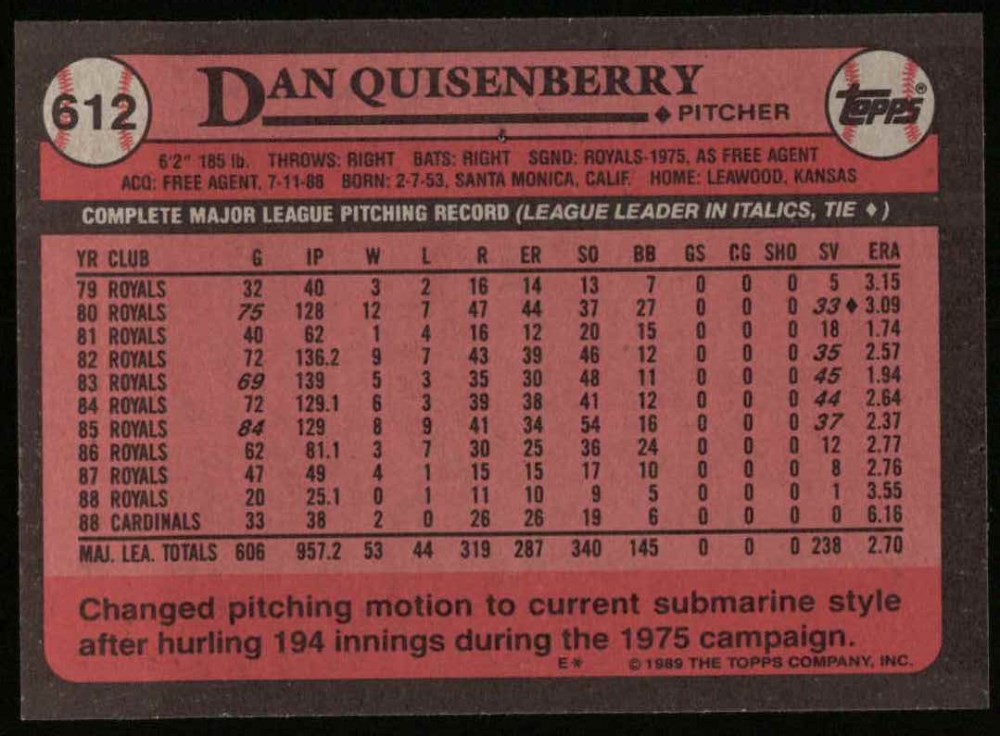 612
DAN QUISENBERRY
◆ PITCHER
topps®
6'2" 185 lb. THROWS: RIGHT BATS: RIGHT SGND: ROYALS-1975, AS FREE AGENT
ACQ: FREE AGENT, 7-11-88 BORN: 2-7-53, SANTA MONICA, CALIF. HOME: LEAWOOD, KANSAS
COMPLETE MAJOR LEAGUE PITCHING RECORD (LEAGUE LEADER IN ITALICS, TIE ♦)
YR CLUB G IP W L R ER SO BB GS CG SHO SV ERA
79 ROYALS 32 40 3 2 16 14 13 7 0 0 0 5 3.15
80 ROYALS 75 128 12 7 47 44 37 27 0 0 0 33♦ 3.09
81 ROYALS 40 62 1 4 16 12 20 15 0 0 0 18 1.74
82 ROYALS 72 136.2 9 7 43 39 46 12 0 0 0 35 2.57
83 ROYALS 69 139 5 3 35 30 48 11 0 0 0 45 1.94
84 ROYALS 72 129.1 6 3 39 38 41 12 0 0 0 44 2.64
85 ROYALS 84 129 8 9 41 34 54 16 0 0 0 37 2.37
86 ROYALS 62 81.1 3 7 30 25 36 24 0 0 0 12 2.77
87 ROYALS 47 49 4 1 15 15 17 10 0 0 0 8 2.76
88 ROYALS 20 25.1 0 1 11 10 9 5 0 0 0 1 3.55
88 CARDINALS 33 38 2 0 26 26 19 6 0 0 0 0 6.16
MAJ. LEA. TOTALS 606 957.2 53 44 319 287 340 145 0 0 0 238 2.70
Changed pitching motion to current submarine style
after hurling 194 innings during the 1975 campaign.
E* © 1989 THE TOPPS COMPANY, INC.